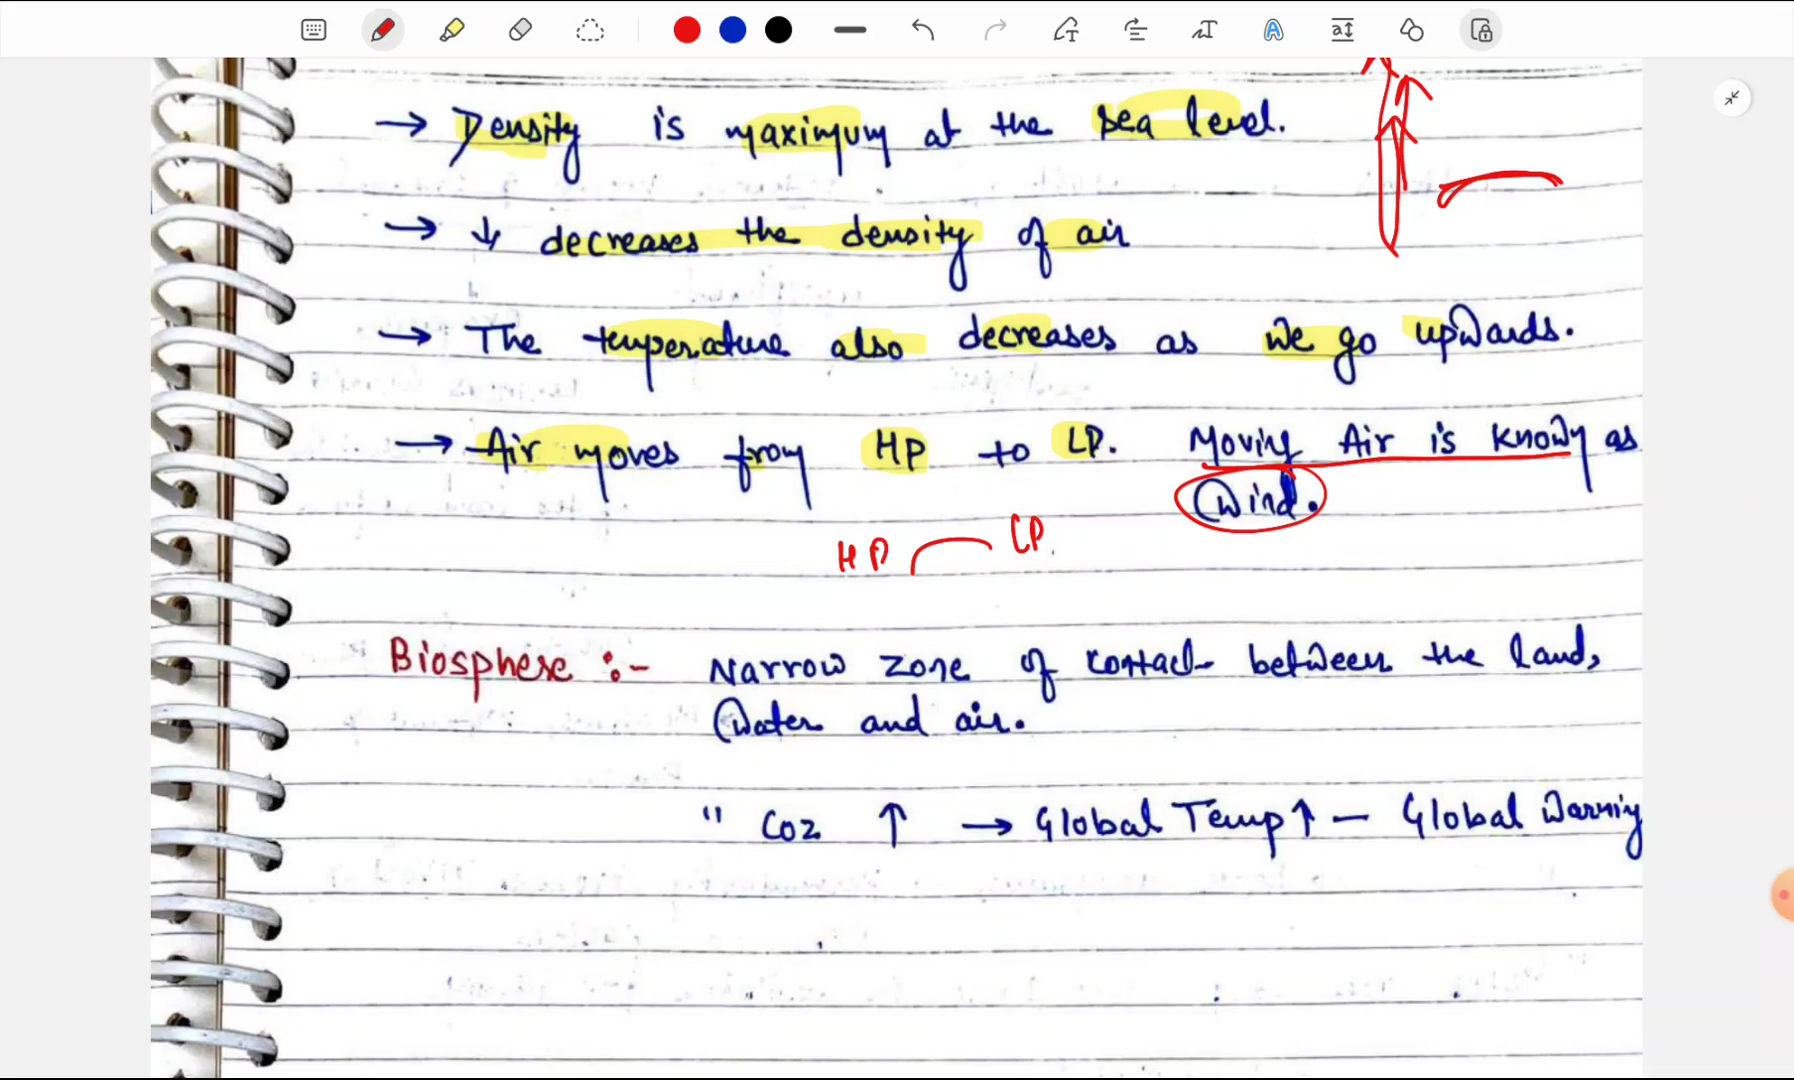 → Density is maximum at the sea level.
→ ↓ decreases the density of air
→ The temperature also decreases as we go upwards.
→ Air moves from HP to LP. Moving Air is known as
Wind.
HP LP.
Biosphere :- Narrow zone of contact between the land,
Water and air.
" CO2 ↑ → Global Temp ↑ — Global Warming